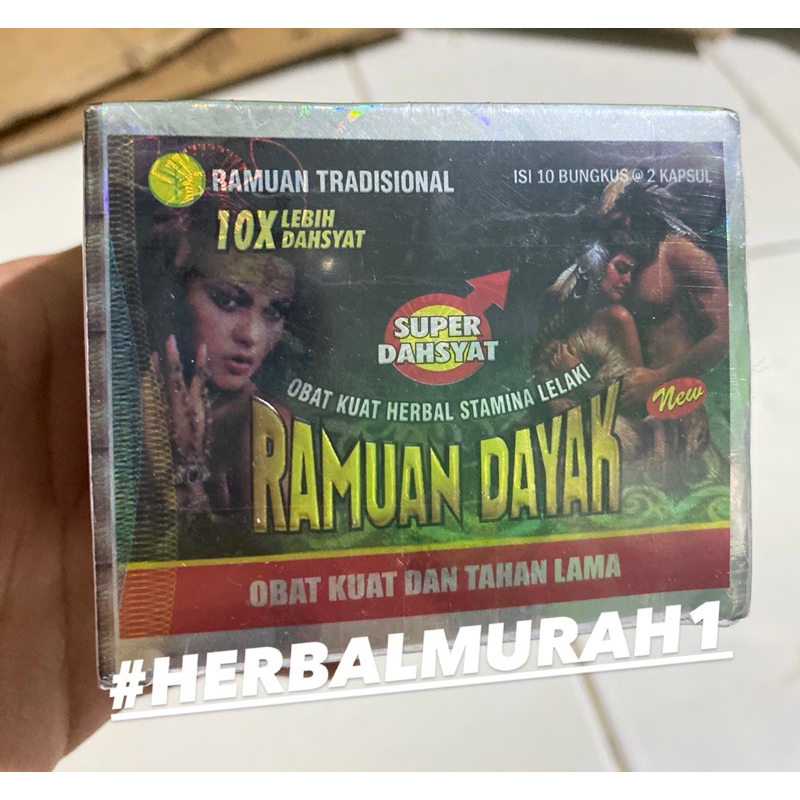 RAMUAN TRADISIONAL
ISI 10 BUNGKUS @ 2 KAPSUL
10X LEBIH DAHSYAT
SUPER DAHSYAT
OBAT KUAT HERBAL STAMINA LELAKI
New
RAMUAN DAYAK
OBAT KUAT DAN TAHAN LAMA
#HERBALMURAH1